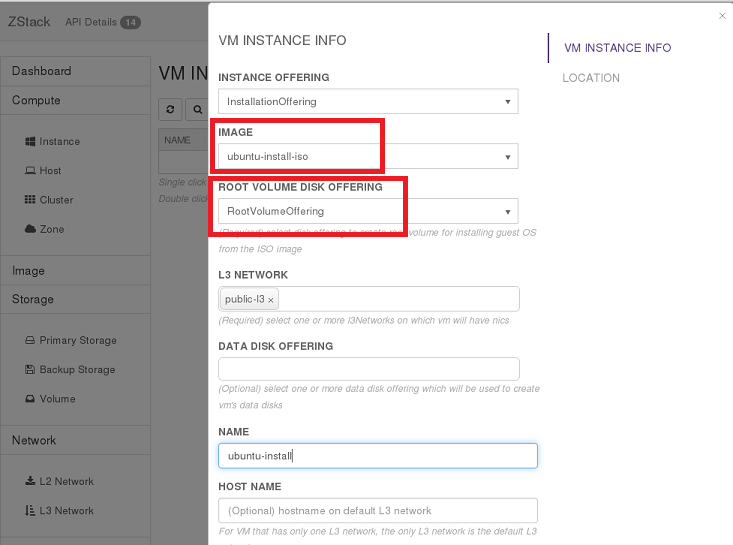 ZStack API Details 14
Dashboard
Compute
Instance
Host
Cluster
Zone
Image
Storage
Primary Storage
Backup Storage
Volume
Network
L2 Network
L3 Network
VM IN
NAME
Single click
Double clic
×
VM INSTANCE INFO
INSTANCE OFFERING
InstallationOffering
IMAGE
ubuntu-install-iso
ROOT VOLUME DISK OFFERING
RootVolumeOffering
(Required) select disk offering to create root volume for installing guest OS
from the ISO image
L3 NETWORK
public-l3 ×
(Required) select one or more l3Networks on which vm will have nics
DATA DISK OFFERING
(Optional) select one or more data disk offering which will be used to create
vm's data disks
NAME
ubuntu-install
HOST NAME
(Optional) hostname on default L3 network
For VM that has only one L3 network, the only L3 network is the default L3
VM INSTANCE INFO
LOCATION